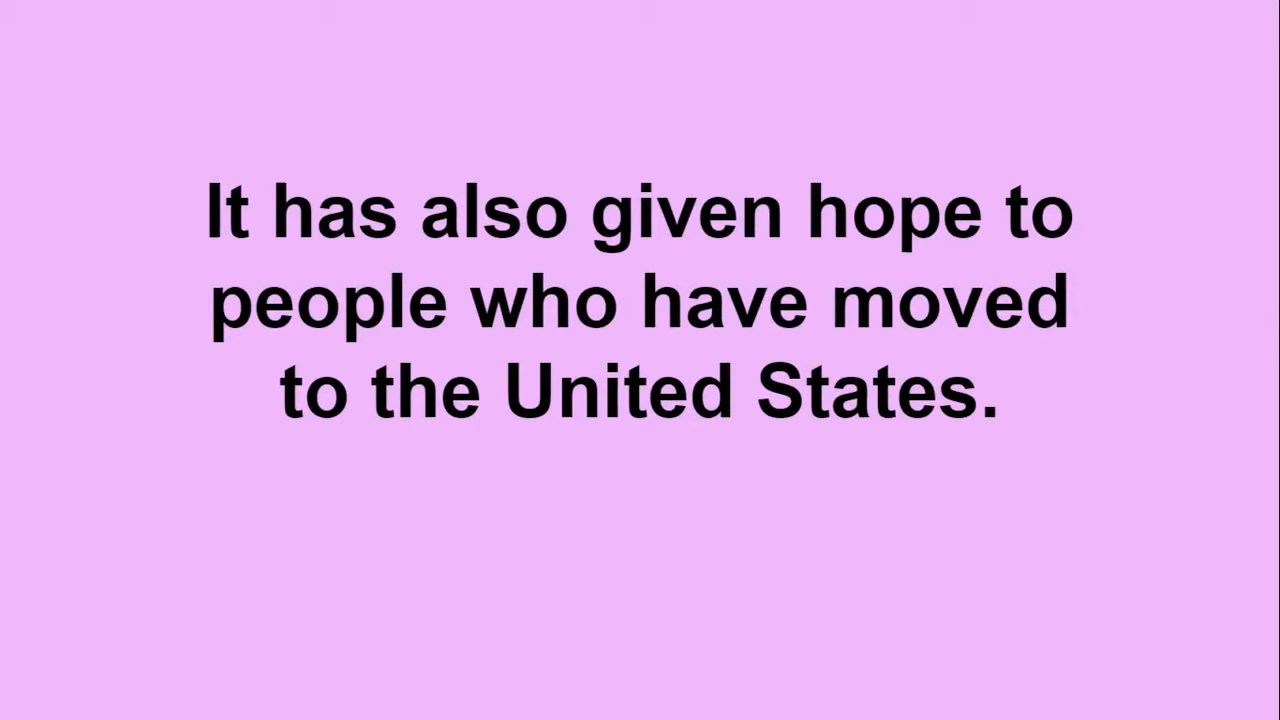 It has also given hope to
people who have moved
to the United States.